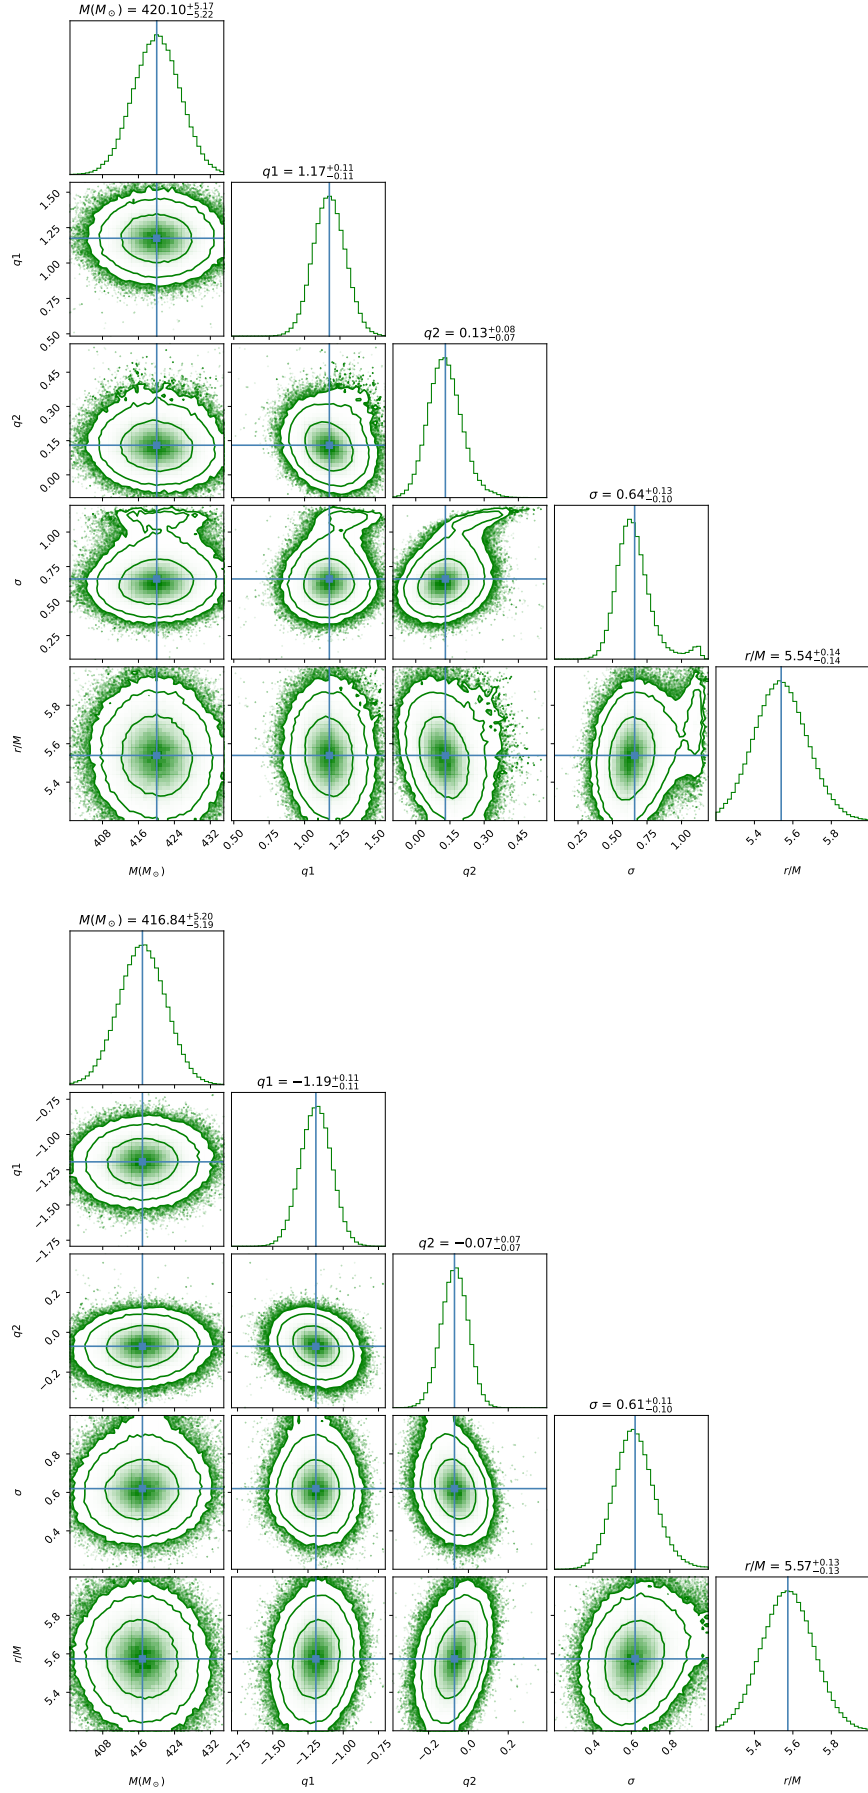 M(M⊙) = 420.10+5.17−5.22
q1 = 1.17+0.11−0.11
1.50
1.25
1.00
0.75
0.50
q1
q2 = 0.13+0.08−0.07
0.45
0.30
0.15
0.00
q2
σ = 0.64+0.13−0.10
1.00
0.75
0.50
0.25
σ
r/M = 5.54+0.14−0.14
5.8
5.6
5.4
r/M
408 416 424 432
0.50 0.75 1.00 1.25 1.50
0.00 0.15 0.30 0.45
0.25 0.50 0.75 1.00
5.4 5.6 5.8
M(M⊙) q1 q2 σ r/M
M(M⊙) = 416.84+5.20−5.19
q1 = −1.19+0.11−0.11
−0.75
−1.00
−1.25
−1.50
−1.75
q1
q2 = −0.07+0.07−0.07
0.2
0.0
−0.2
q2
σ = 0.61+0.11−0.10
0.8
0.6
0.4
σ
r/M = 5.57+0.13−0.13
5.8
5.6
5.4
r/M
408 416 424 432
−1.75 −1.50 −1.25 −1.00 −0.75
−0.2 0.0 0.2
0.4 0.6 0.8
5.4 5.6 5.8
M(M⊙) q1 q2 σ r/M